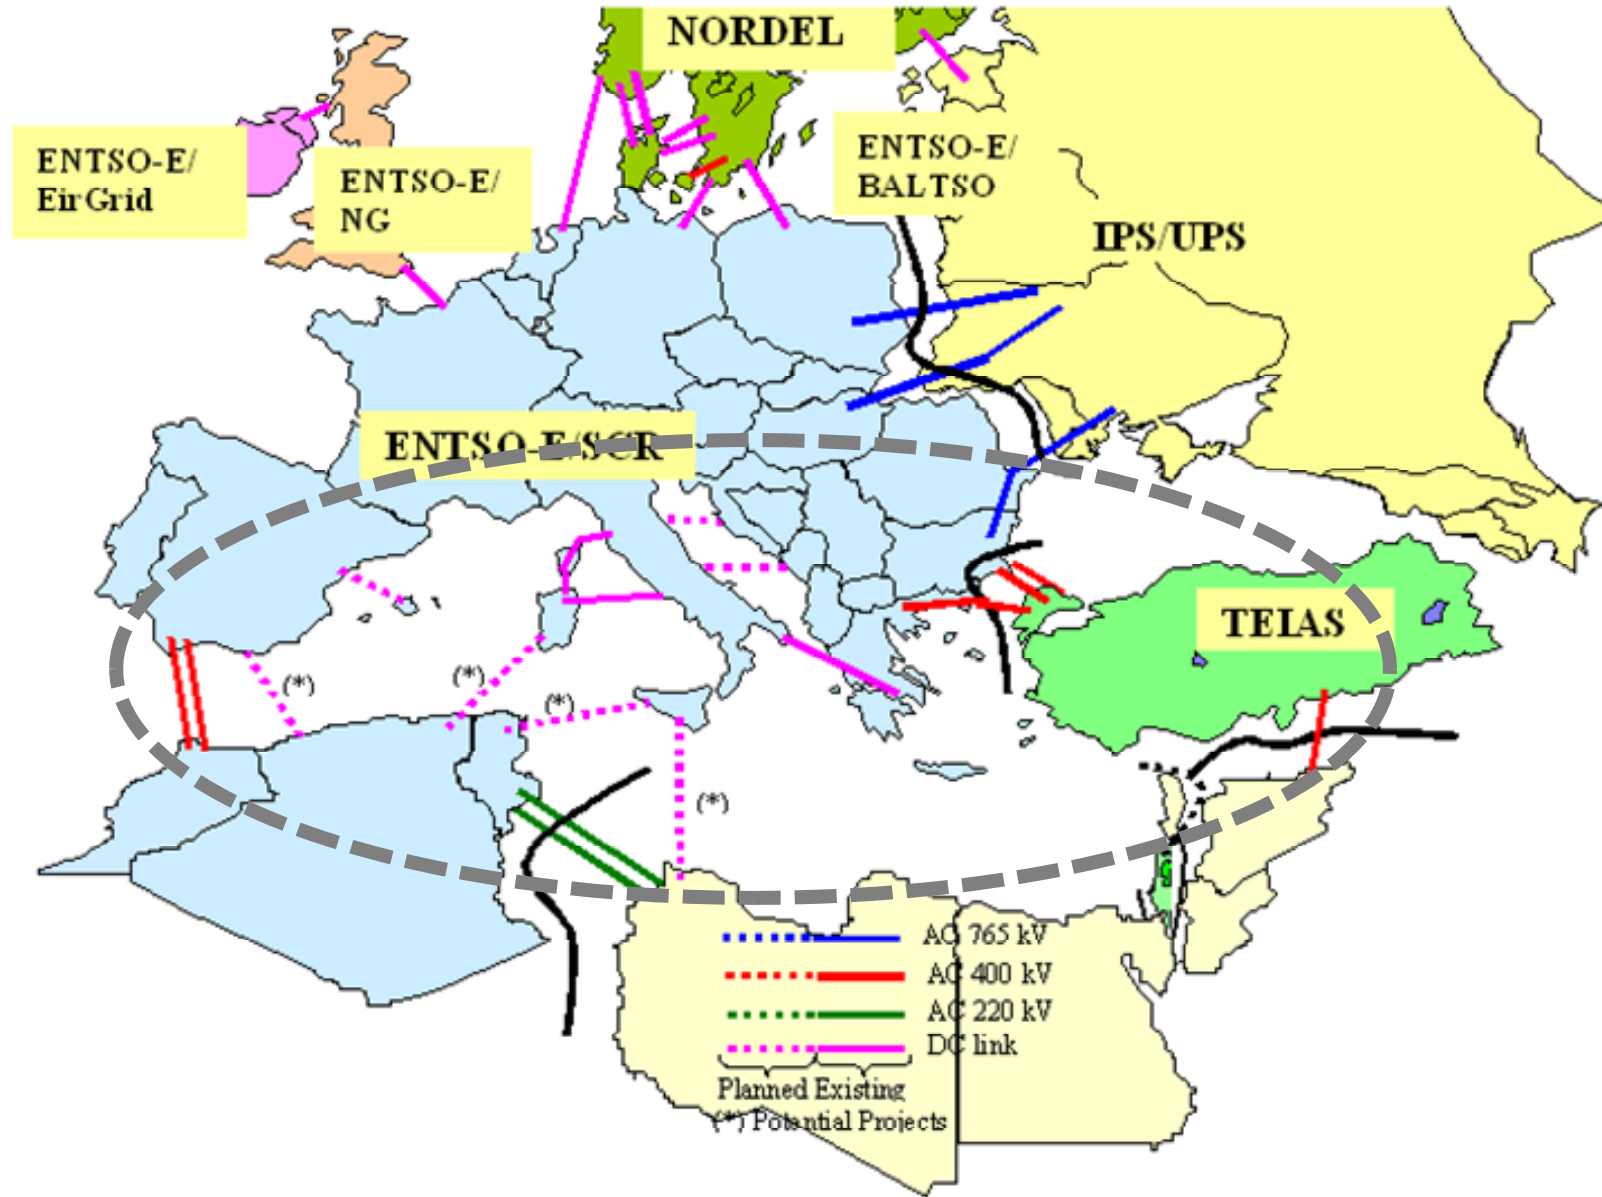 NORDEL
ENTSO-E/
EirGrid
ENTSO-E/
NG
ENTSO-E/
BALTSO
IPS/UPS
ENTSO-E/SCR
TEIAS
(*)
(*)
(*)
(*)
AC 765 kV
AC 400 kV
AC 220 kV
DC link
Planned Existing
(*) Potential Projects